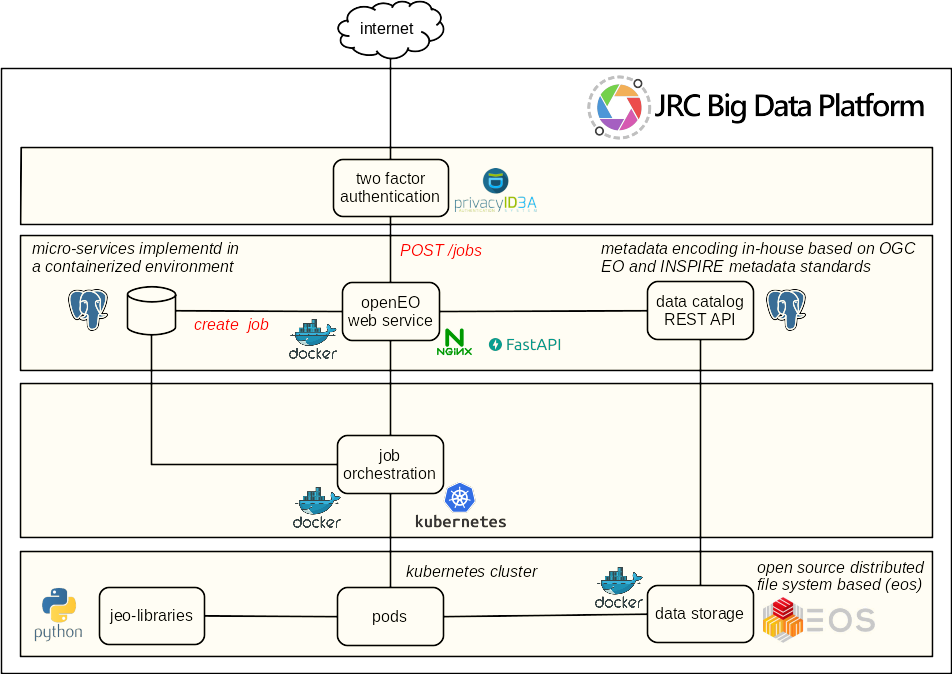 internet
JRC Big Data Platform
two factor
authentication
privacyID3A
POST /jobs
micro-services implementd in
a containerized environment
metadata encoding in-house based on OGC
EO and INSPIRE metadata standards
openEO
web service
data catalog
REST API
create job
docker
NGINX
FastAPI
job
orchestration
docker
kubernetes
kubernetes cluster
open source distributed
file system based (eos)
docker
python
jeo-libraries
pods
data storage
EOS